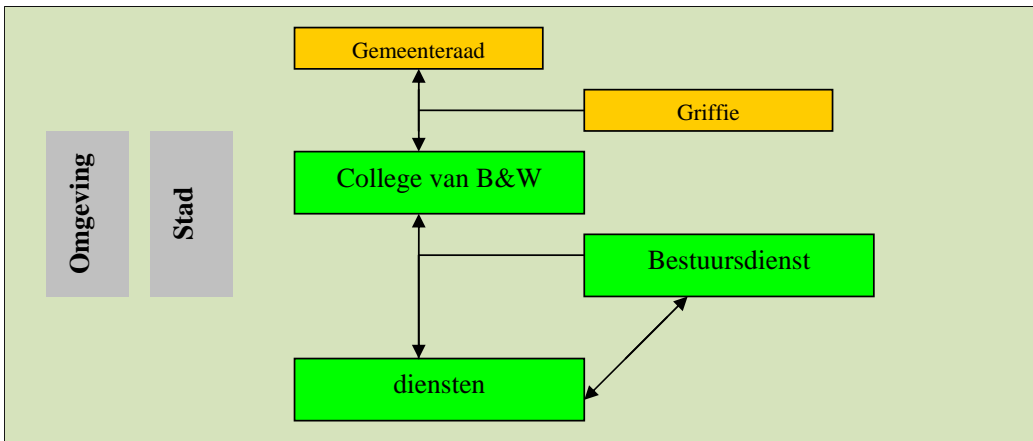 Gemeenteraad
Griffie
Omgeving
Stad
College van B&W
Bestuursdienst
diensten